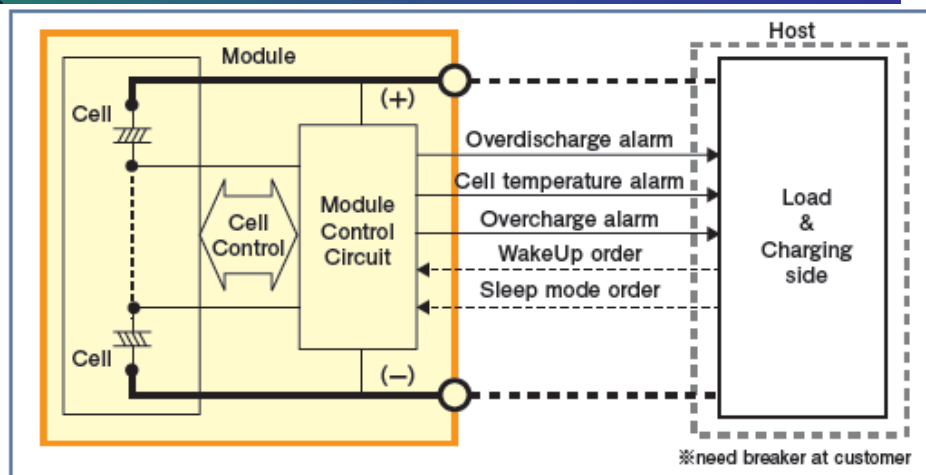 Host
Module
(+)
Cell
Overdischarge alarm
Cell temperature alarm
Module
Control
Circuit
Load
&
Charging
side
Cell
Control
Overcharge alarm
WakeUp order
Sleep mode order
Cell
(−)
※need breaker at customer